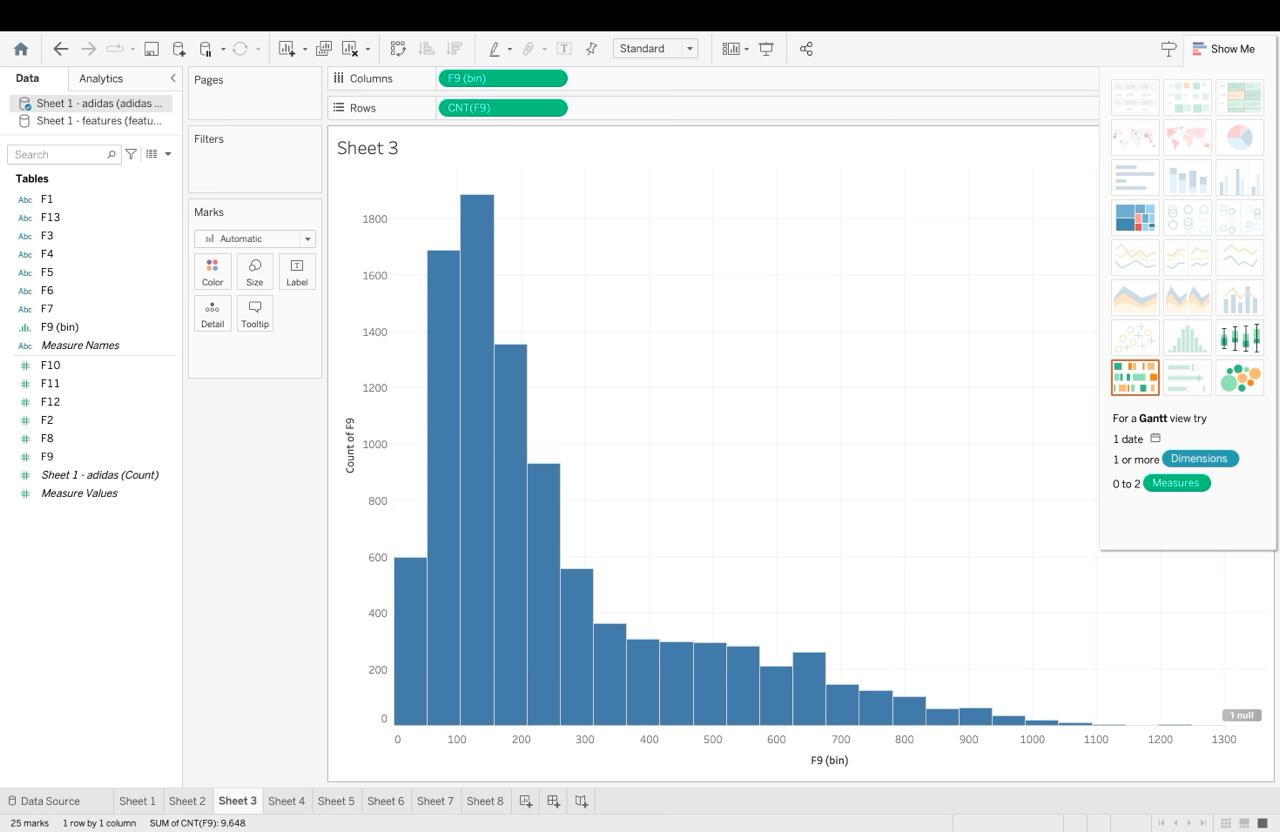 Standard
Show Me
Data
Analytics
Sheet 1 - adidas (adidas ...
Sheet 1 - features (featu...
Search
Tables
Abc F1
Abc F13
Abc F3
Abc F4
Abc F5
Abc F6
Abc F7
F9 (bin)
Abc Measure Names
# F10
# F11
# F12
# F2
# F8
# F9
# Sheet 1 - adidas (Count)
# Measure Values
Pages
Filters
Marks
Automatic
Color Size Label
Detail Tooltip
Columns F9 (bin)
Rows CNT(F9)
Sheet 3
Count of F9
1800
1600
1400
1200
1000
800
600
400
200
0
0 100 200 300 400 500 600 700 800 900 1000 1100 1200 1300
F9 (bin)
1 null
For a Gantt view try
1 date
1 or more Dimensions
0 to 2 Measures
Data Source Sheet 1 Sheet 2 Sheet 3 Sheet 4 Sheet 5 Sheet 6 Sheet 7 Sheet 8
25 marks 1 row by 1 column SUM of CNT(F9): 9,648